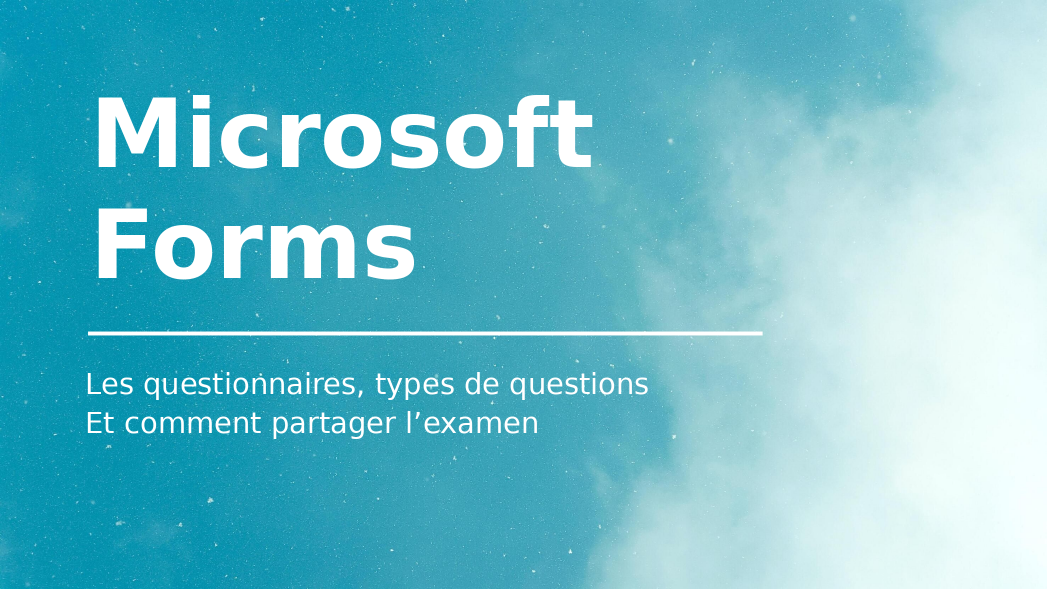 Microsoft
Forms
Les questionnaires, types de questions
Et comment partager l’examen